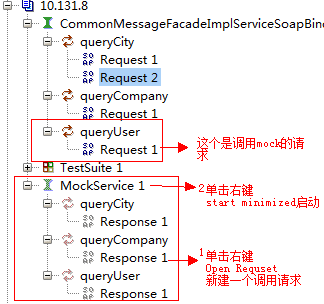 10.131.8
CommonMessageFacadeImplServiceSoapBin
queryCity
Request 1
Request 2
queryCompany
Request 1
queryUser
Request 1
这个是调用mock的请
求
TestSuite 1
MockService 1
2单击右键
start minimized启动
queryCity
Response 1
queryCompany
Response 1
1单击右键
Open Requset
新建一个调用请求
queryUser
Response 1